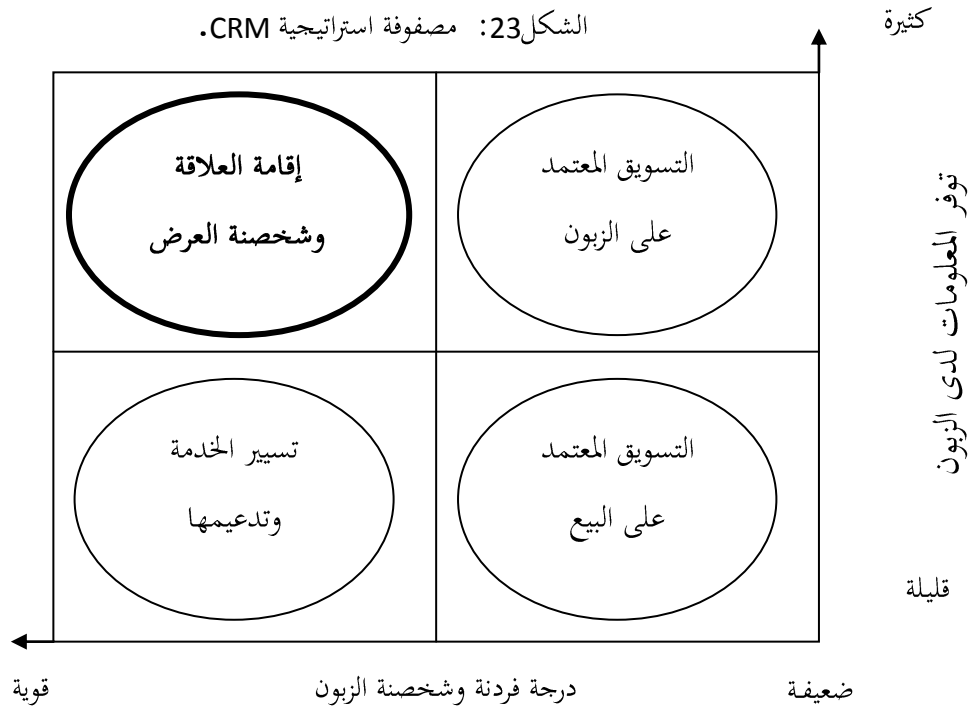 الشكل23: مصفوفة استراتيجية CRM.
كثيرة
التسويق المعتمد
على الزبون
إقامة العلاقة
وشخصنة العرض
توفر المعلومات لدى الزبون
التسويق المعتمد
على البيع
تسيير الخدمة
وتدعيمها
قليلة
ضعيفة
درجة فردنة وشخصنة الزبون
قوية